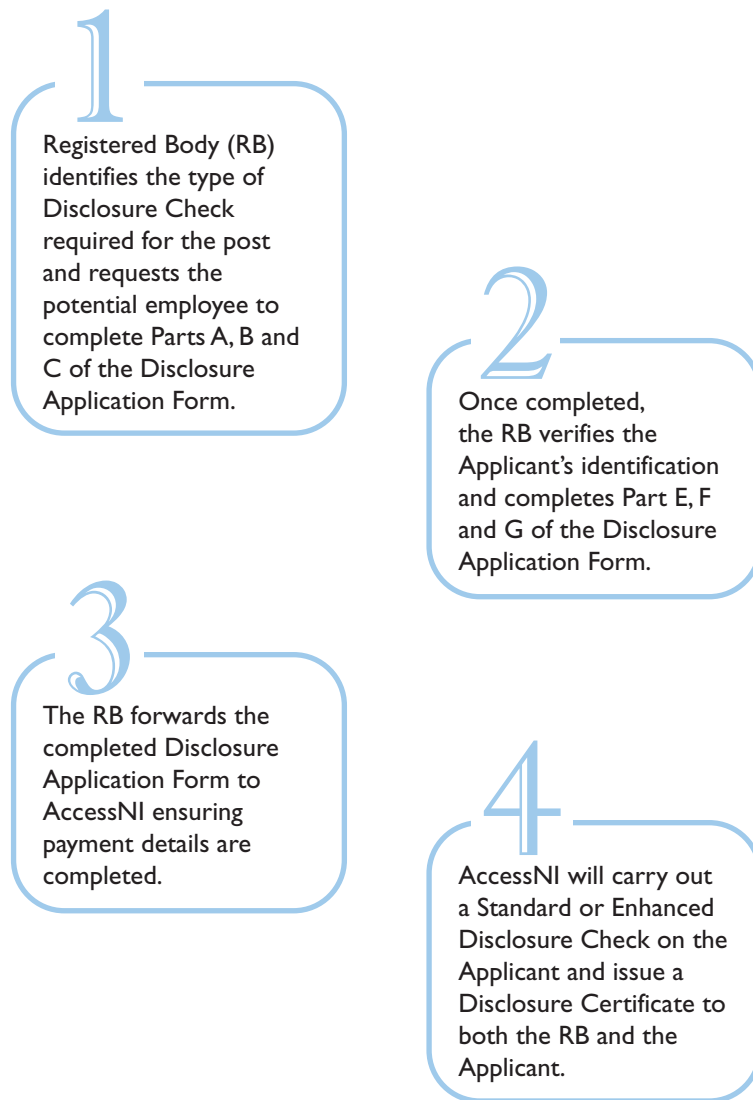 1
Registered Body (RB)
identifies the type of
Disclosure Check
required for the post
and requests the
potential employee to
complete Parts A, B and
C of the Disclosure
Application Form.
2
Once completed,
the RB verifies the
Applicant’s identification
and completes Part E, F
and G of the Disclosure
Application Form.
3
The RB forwards the
completed Disclosure
Application Form to
AccessNI ensuring
payment details are
completed.
4
AccessNI will carry out
a Standard or Enhanced
Disclosure Check on the
Applicant and issue a
Disclosure Certificate to
both the RB and the
Applicant.